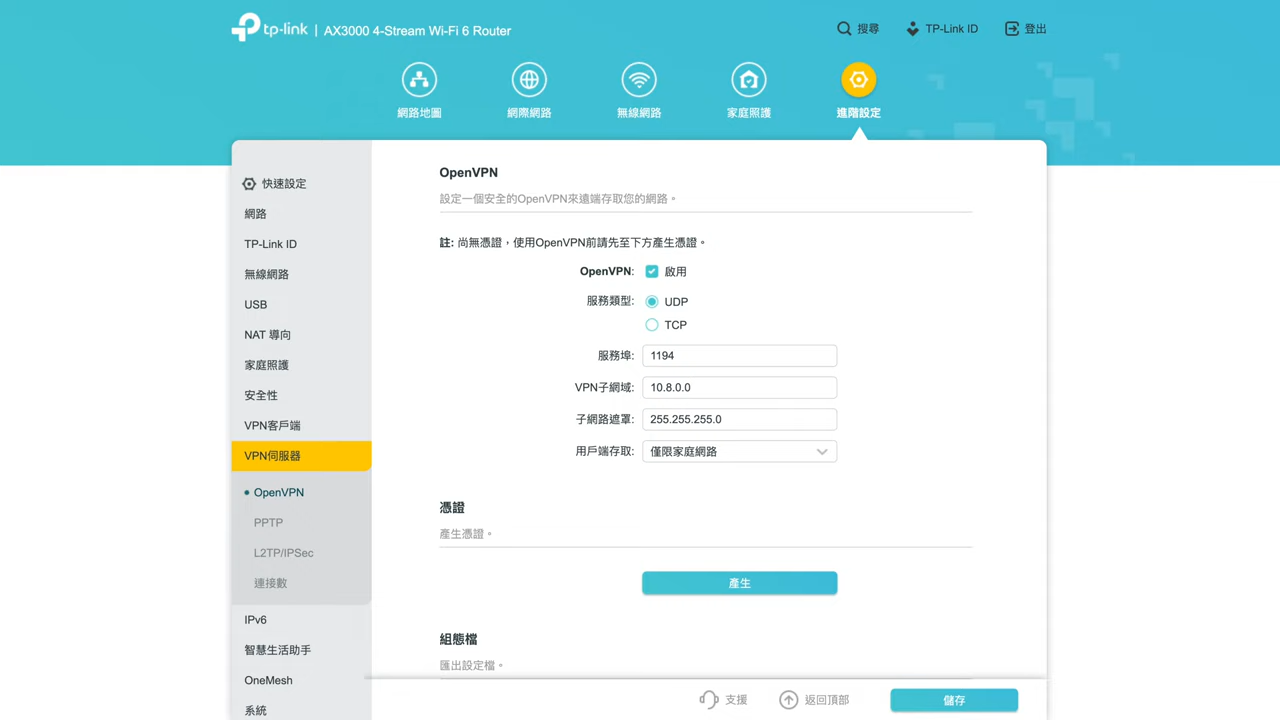 tp-link | AX3000 4-Stream Wi-Fi 6 Router
搜尋
TP-Link ID
登出
網路地圖
網際網路
無線網路
家庭照護
進階設定
快速設定
網路
TP-Link ID
無線網路
USB
NAT 導向
家庭照護
安全性
VPN客戶端
VPN伺服器
OpenVPN
PPTP
L2TP/IPSec
連接數
IPv6
智慧生活助手
OneMesh
系統
OpenVPN
設定一個安全的OpenVPN來遠端存取您的網路。
註: 尚無憑證，使用OpenVPN前請先至下方產生憑證。
OpenVPN: 啟用
服務類型: UDP
TCP
服務埠: 1194
VPN子網域: 10.8.0.0
子網路遮罩: 255.255.255.0
用戶端存取: 僅限家庭網路
憑證
產生憑證。
產生
組態檔
匯出設定檔。
支援
返回頂部
儲存